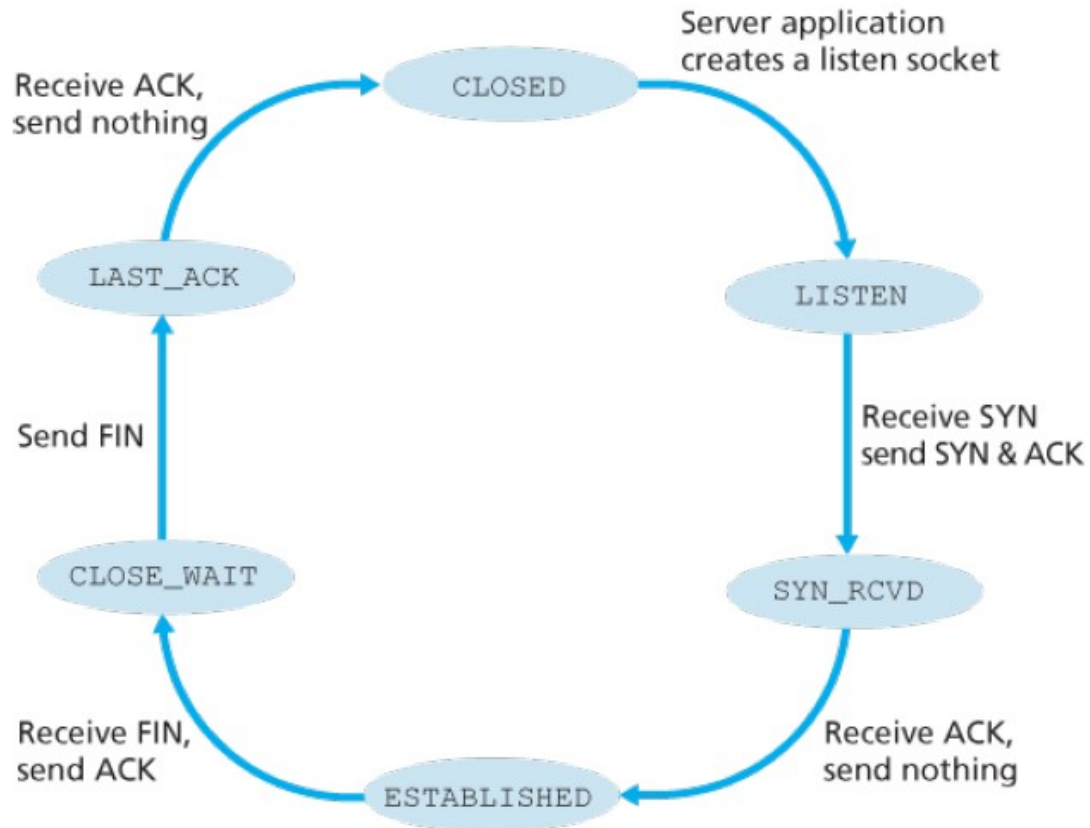 Server application
creates a listen socket
CLOSED
Receive ACK,
send nothing
LAST_ACK
LISTEN
Receive SYN
send SYN & ACK
Send FIN
CLOSE_WAIT
SYN_RCVD
Receive FIN,
send ACK
Receive ACK,
send nothing
ESTABLISHED